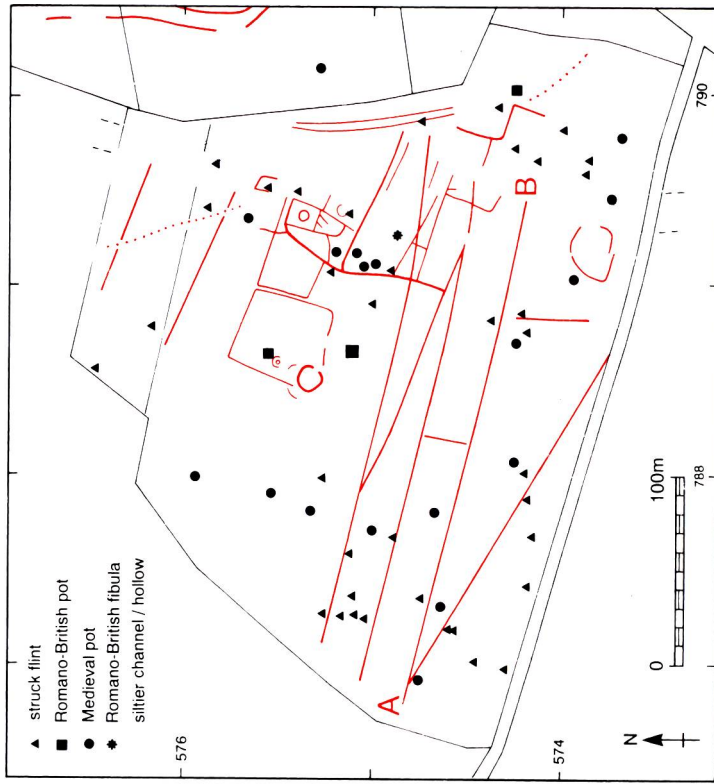 struck flint
Romano-British pot
Medieval pot
Romano-British fibula
siltier channel / hollow
576
574
790
788
A
B
N
0
100m